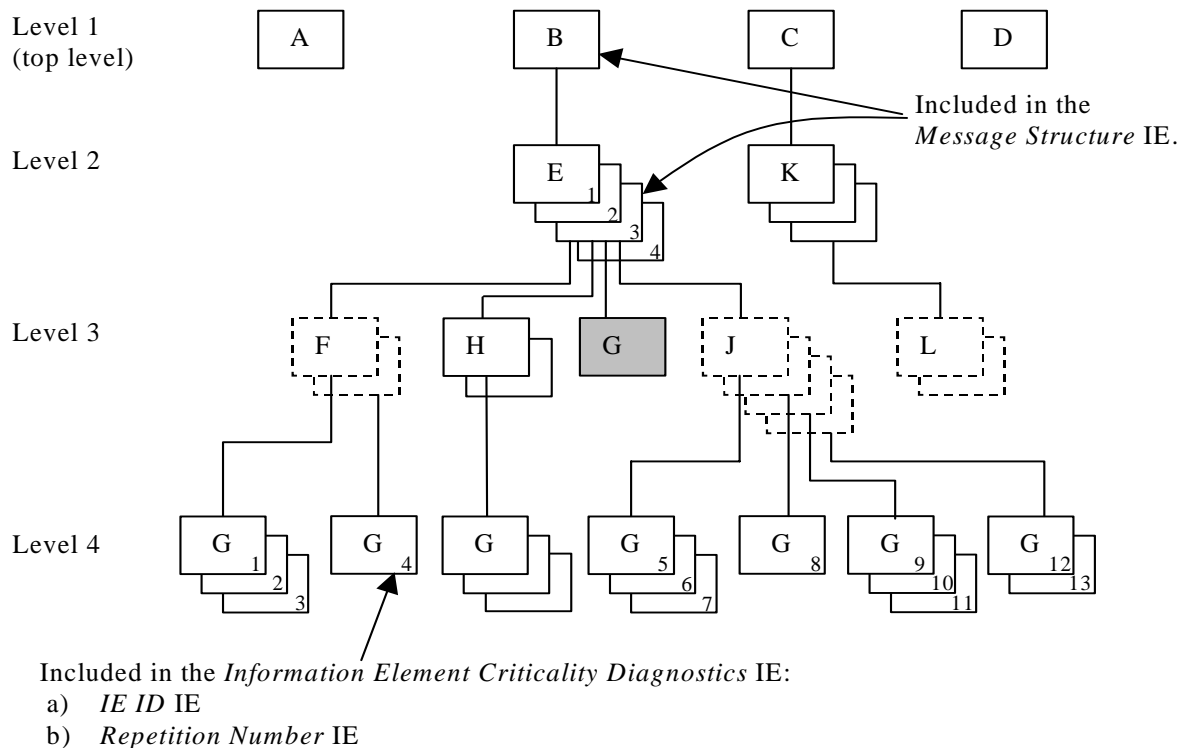 Level 1
(top level)
A
B
C
D
Included in the
Message Structure IE.
Level 2
E
1
2
3
4
K
Level 3
F
H
G
J
L
Level 4
G
1
2
3
G
4
G
G
5
6
7
G
8
G
9
10
11
G
12
13
Included in the Information Element Criticality Diagnostics IE:
a) IE ID IE
b) Repetition Number IE